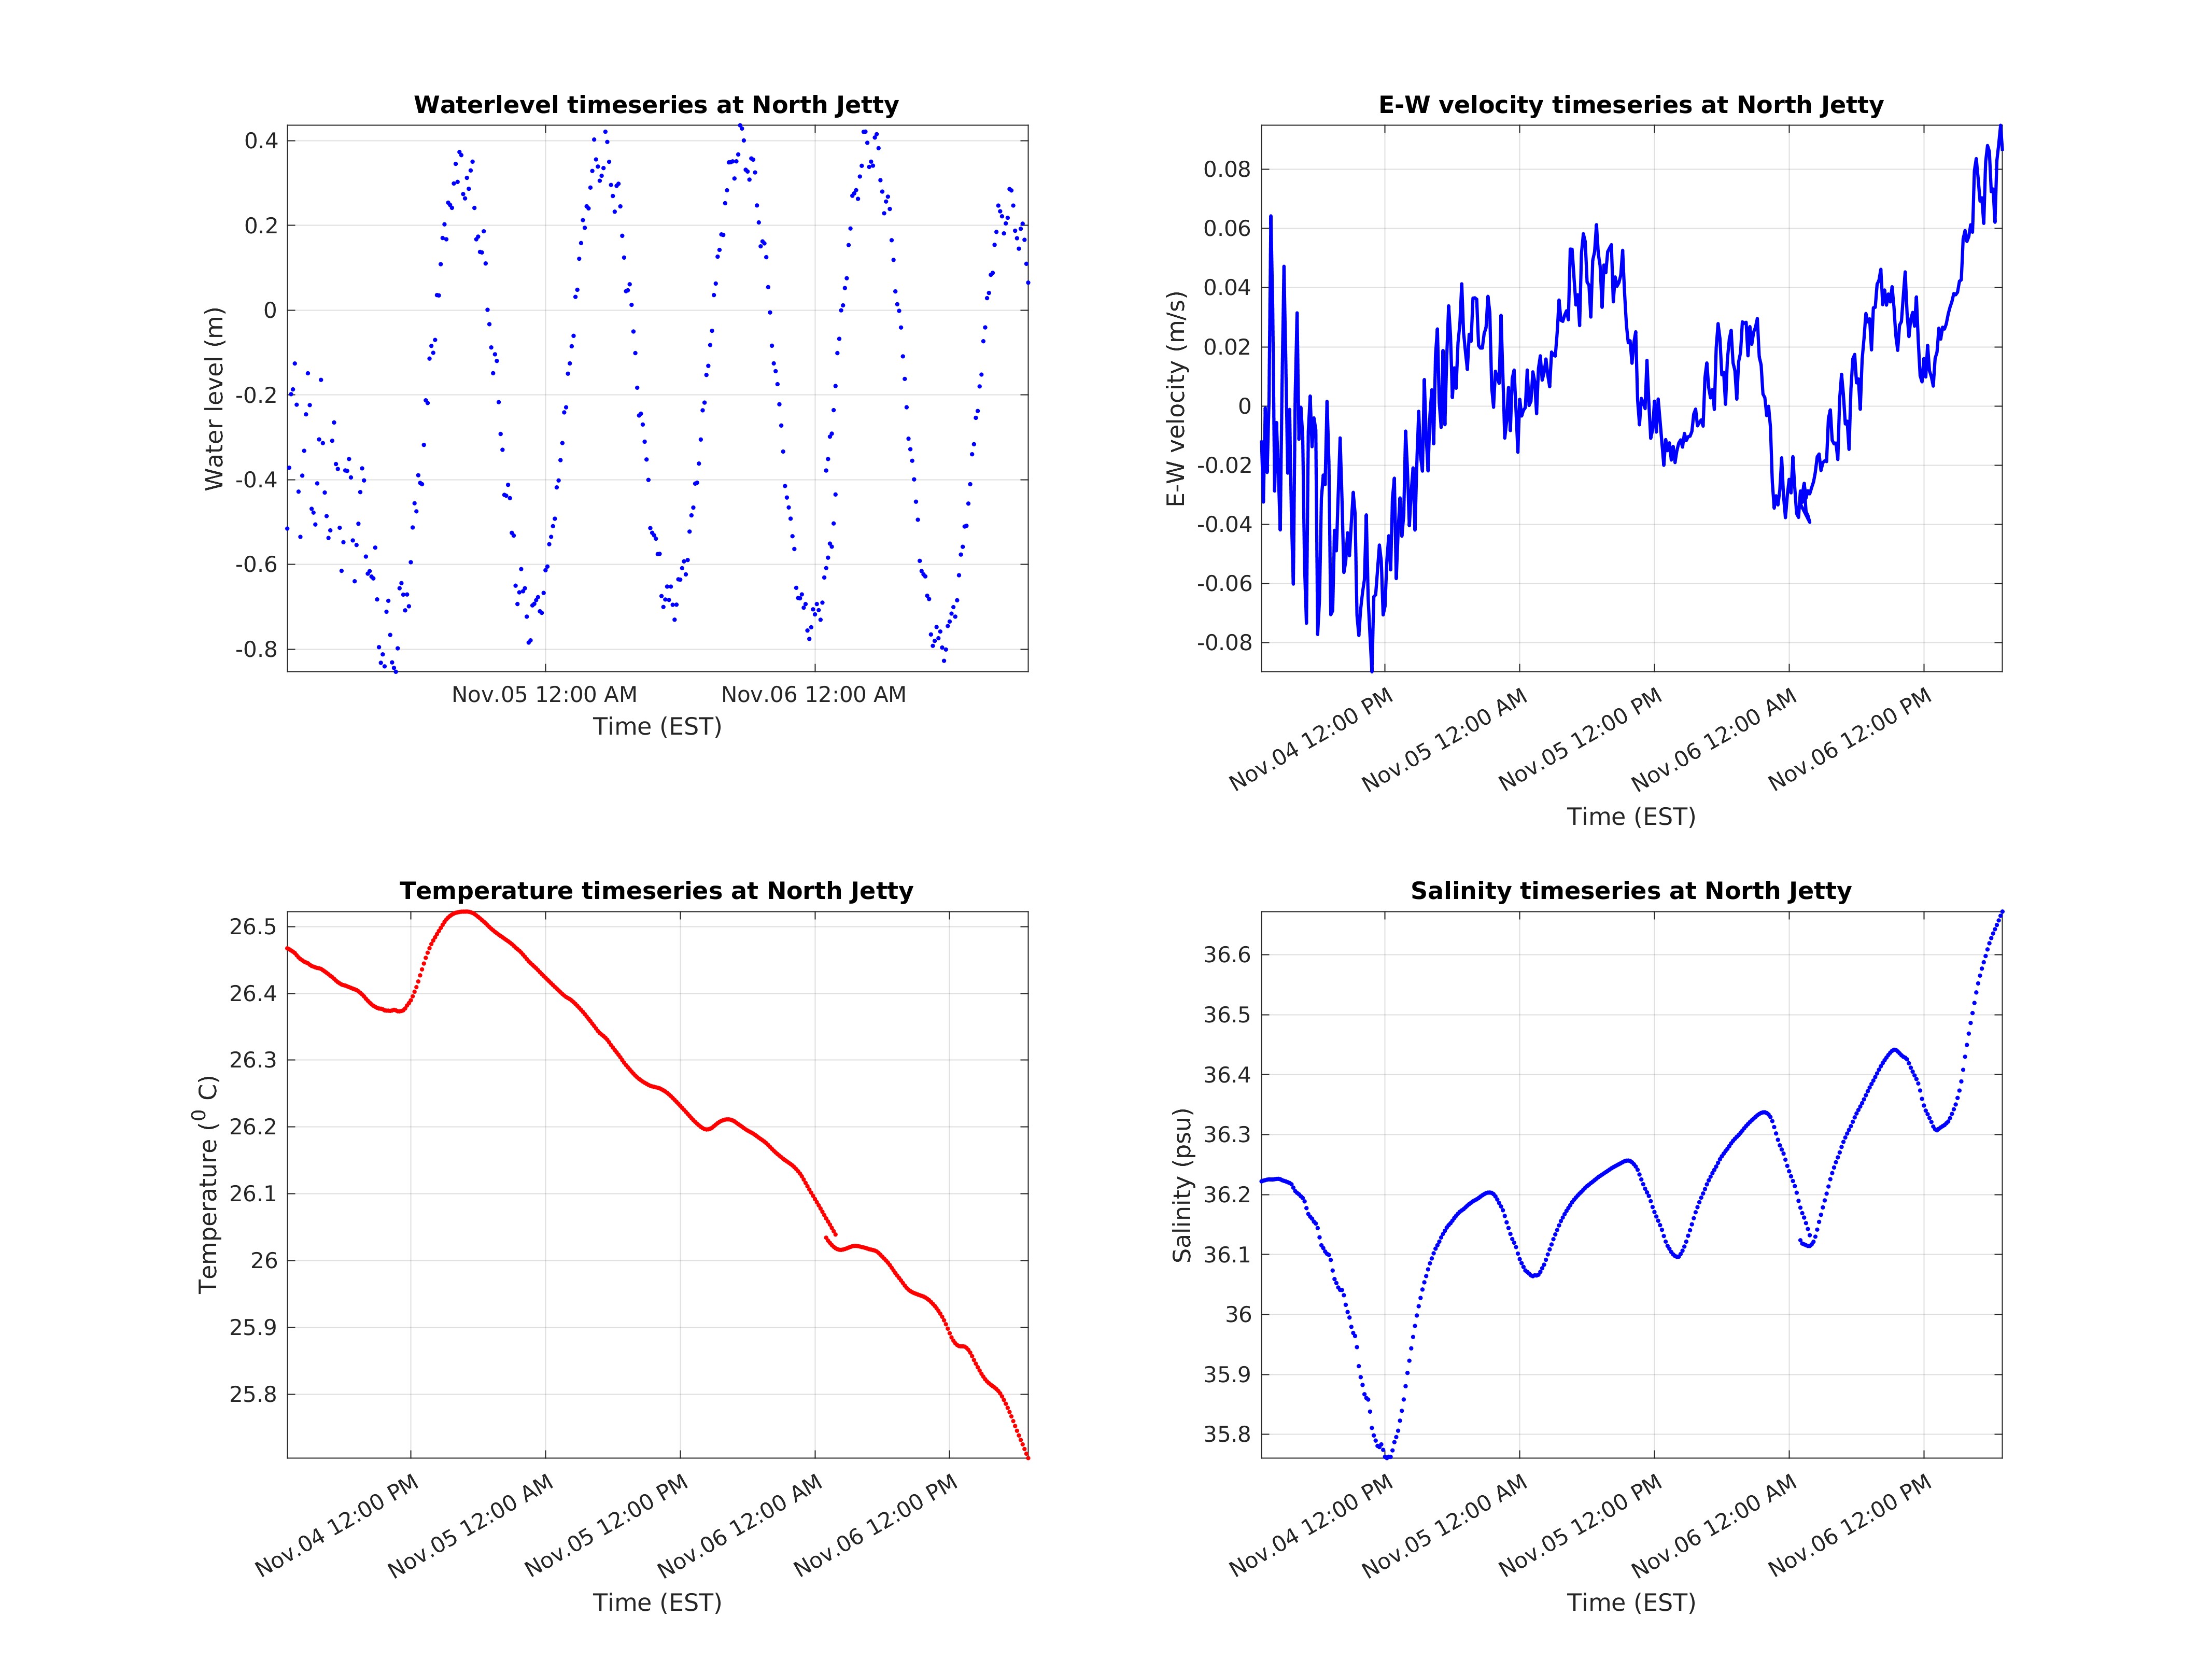 Waterlevel timeseries at North Jetty
0.4
0.2
0
-0.2
-0.4
-0.6
-0.8
Water level (m)
Nov.05 12:00 AM Nov.06 12:00 AM
Time (EST)
E-W velocity timeseries at North Jetty
0.08
0.06
0.04
0.02
0
-0.02
-0.04
-0.06
-0.08
E-W velocity (m/s)
Nov.04 12:00 PM
Nov.05 12:00 AM
Nov.05 12:00 PM
Nov.06 12:00 AM
Nov.06 12:00 PM
Time (EST)
Temperature timeseries at North Jetty
26.5
26.4
26.3
26.2
26.1
26
25.9
25.8
Temperature (⁰ C)
Nov.04 12:00 PM
Nov.05 12:00 AM
Nov.05 12:00 PM
Nov.06 12:00 AM
Nov.06 12:00 PM
Time (EST)
Salinity timeseries at North Jetty
36.6
36.5
36.4
36.3
36.2
36.1
36
35.9
35.8
Salinity (psu)
Nov.04 12:00 PM
Nov.05 12:00 AM
Nov.05 12:00 PM
Nov.06 12:00 AM
Nov.06 12:00 PM
Time (EST)